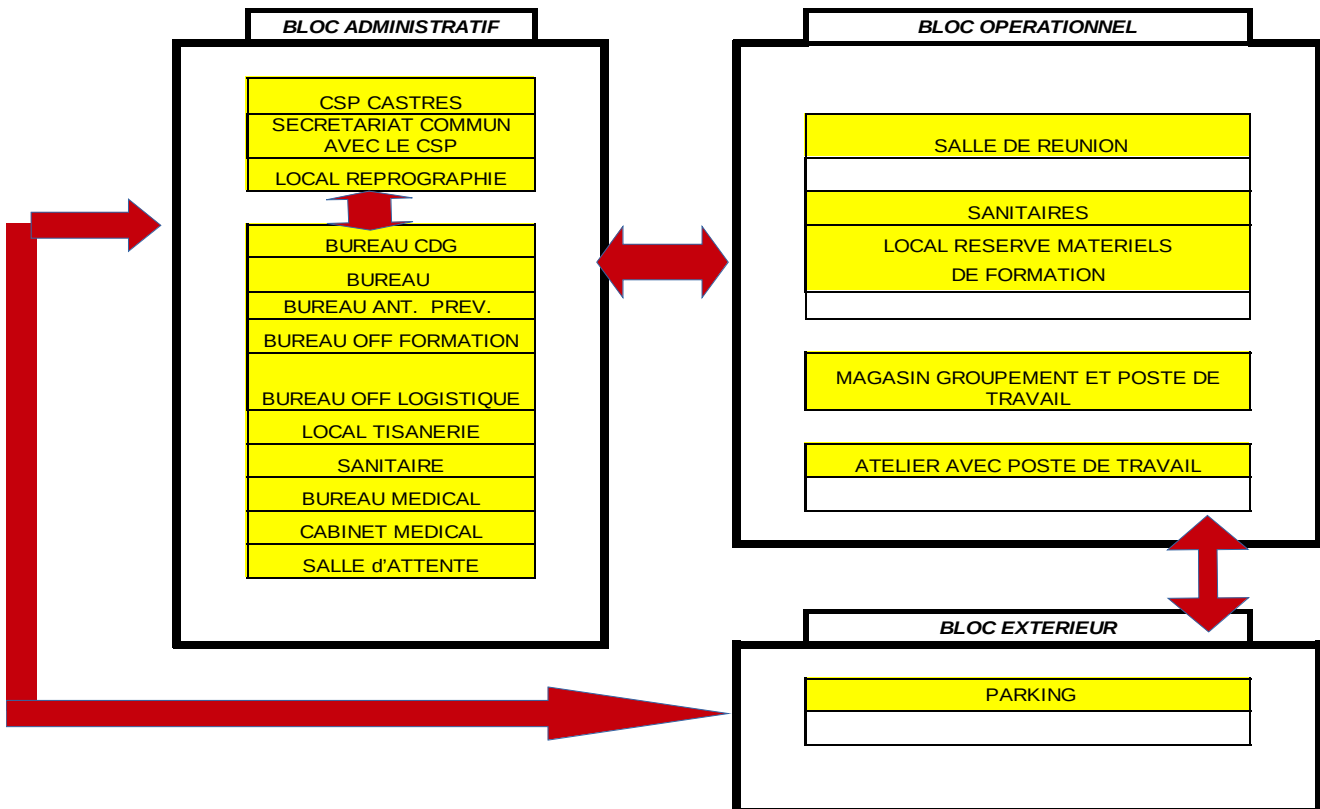 BLOC ADMINISTRATIF
CSP CASTRES
SECRETARIAT COMMUN
AVEC LE CSP
LOCAL REPROGRAPHIE
BUREAU CDG
BUREAU
BUREAU ANT. PREV.
BUREAU OFF FORMATION
BUREAU OFF LOGISTIQUE
LOCAL TISANERIE
SANITAIRE
BUREAU MEDICAL
CABINET MEDICAL
SALLE d'ATTENTE
BLOC OPERATIONNEL
SALLE DE REUNION
SANITAIRES
LOCAL RESERVE MATERIELS
DE FORMATION
MAGASIN GROUPEMENT ET POSTE DE
TRAVAIL
ATELIER AVEC POSTE DE TRAVAIL
BLOC EXTERIEUR
PARKING